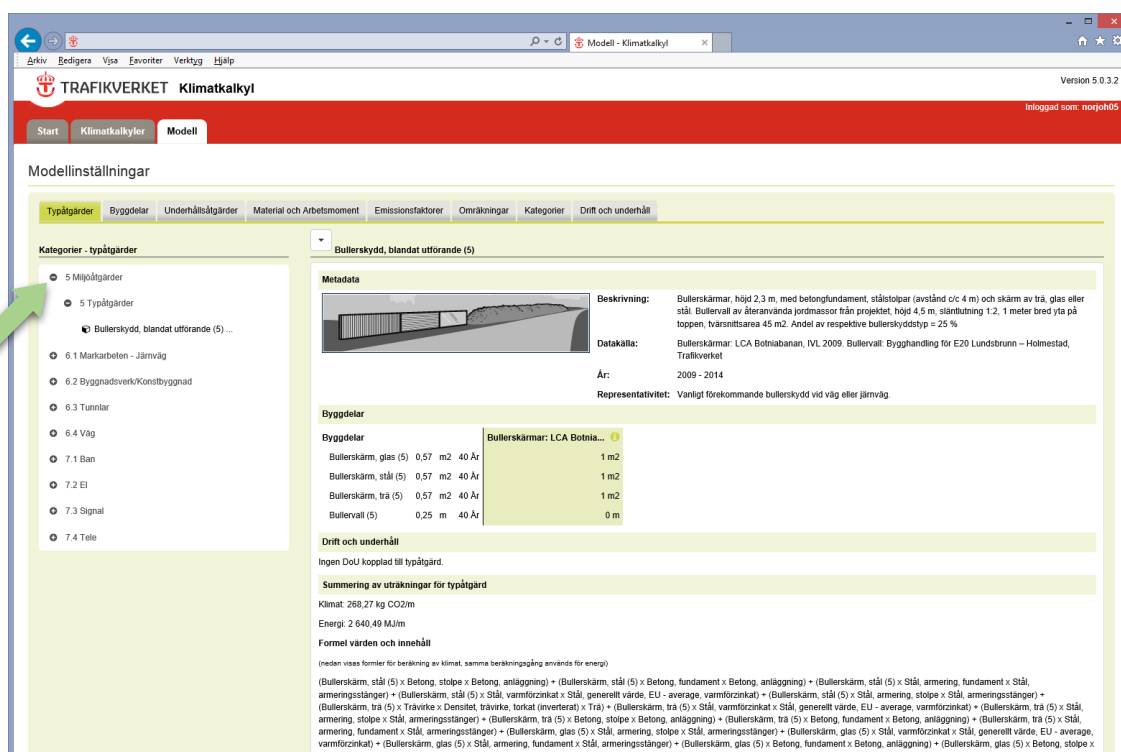 Modell - Klimatkalkyl
Arkiv Redigera Visa Favoriter Verktyg Hjälp
TRAFIKVERKET Klimatkalkyl
Version 5.0.3.2
Inloggad som: norjoh05
Start Klimatkalkyler Modell
Modellinställningar
Typåtgärder Byggdelar Underhållsåtgärder Material och Arbetsmoment Emissionsfaktorer Omräkningar Kategorier Drift och underhåll
Kategorier - typåtgärder
5 Miljöåtgärder
5 Typåtgärder
Bullerskydd, blandat utförande (5) ...
6.1 Markarbeten - Järnväg
6.2 Byggnadsverk/Konstbyggnad
6.3 Tunnlar
6.4 Väg
7.1 Ban
7.2 El
7.3 Signal
7.4 Tele
Bullerskydd, blandat utförande (5)
Metadata
Beskrivning: Bullerskärmar, höjd 2,3 m, med betongfundament, stålstolpar (avstånd c/c 4 m) och skärm av trä, glas eller
stål. Bullervall av återanvända jordmassor från projektet, höjd 4,5 m, släntlutning 1:2, 1 meter bred yta på
toppen, tvärsnittsarea 45 m2. Andel av respektive bullerskyddstyp = 25 %
Datakälla: Bullerskärmar: LCA Botniabanan, IVL 2009. Bullervall: Bygghandling för E20 Lundsbrunn – Holmestad,
Trafikverket
År: 2009 - 2014
Representativitet: Vanligt förekommande bullerskydd vid väg eller järnväg.
Byggdelar
Byggdelar Bullerskärmar: LCA Botnia...
Bullerskärm, glas (5) 0,57 m2 40 År 1 m2
Bullerskärm, stål (5) 0,57 m2 40 År 1 m2
Bullerskärm, trä (5) 0,57 m2 40 År 1 m2
Bullervall (5) 0,25 m 40 År 0 m
Drift och underhåll
Ingen DoU kopplad till typåtgärd.
Summering av uträkningar för typåtgärd
Klimat: 268,27 kg CO2/m
Energi: 2 640,49 MJ/m
Formel värden och innehåll
(nedan visas formler för beräkning av klimat, samma beräkningsgång används för energi)
(Bullerskärm, stål (5) x Betong, stolpe x Betong, anläggning) + (Bullerskärm, stål (5) x Betong, fundament x Betong, anläggning) + (Bullerskärm, stål (5) x Stål, armering, fundament x Stål,
armeringsstänger) + (Bullerskärm, stål (5) x Stål, varmförzinkat x Stål, generellt värde, EU - average, varmförzinkat) + (Bullerskärm, stål (5) x Stål, armering, stolpe x Stål, armeringsstänger) +
(Bullerskärm, trä (5) x Trävirke x Densitet, trävirke, torkat (inverterat) x Trä) + (Bullerskärm, trä (5) x Stål, varmförzinkat x Stål, generellt värde, EU - average, varmförzinkat) + (Bullerskärm, trä (5) x Stål,
armering, stolpe x Stål, armeringsstänger) + (Bullerskärm, trä (5) x Betong, stolpe x Betong, anläggning) + (Bullerskärm, trä (5) x Betong, fundament x Betong, anläggning) + (Bullerskärm, trä (5) x Stål,
armering, fundament x Stål, armeringsstänger) + (Bullerskärm, glas (5) x Stål, armering, stolpe x Stål, armeringsstänger) + (Bullerskärm, glas (5) x Stål, varmförzinkat x Stål, generellt värde, EU - average,
varmförzinkat) + (Bullerskärm, glas (5) x Stål, armering, fundament x Stål, armeringsstänger) + (Bullerskärm, glas (5) x Betong, fundament x Betong, anläggning) + (Bullerskärm, glas (5) x Betong, stolpe x